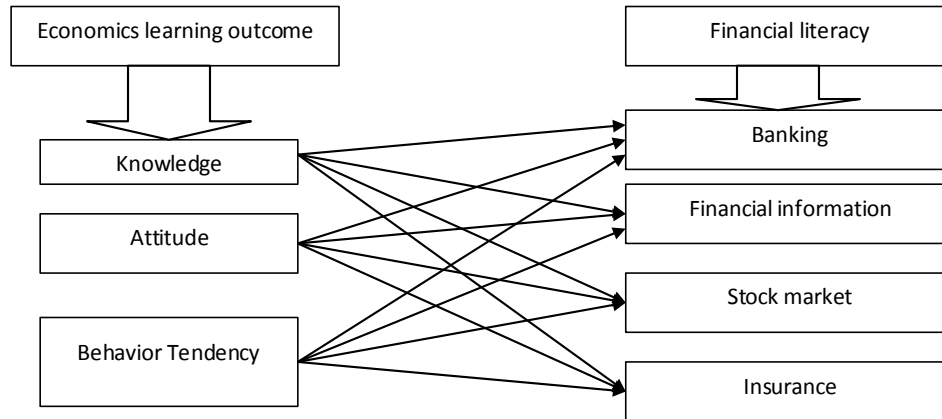 Economics learning outcome
Financial literacy
Knowledge
Banking
Attitude
Financial information
Behavior Tendency
Stock market
Insurance